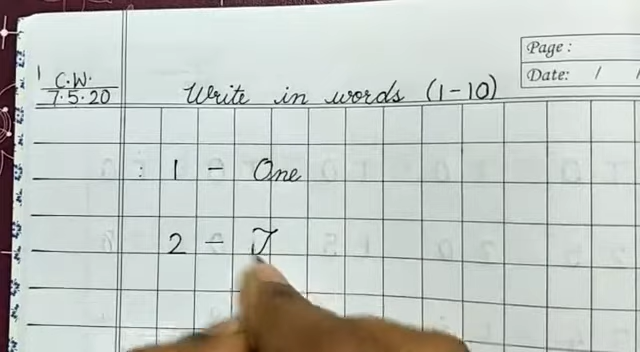 Page :
C.W.
Date: / /
7.5.20 Write in words (1-10)
1 - One
2 - T